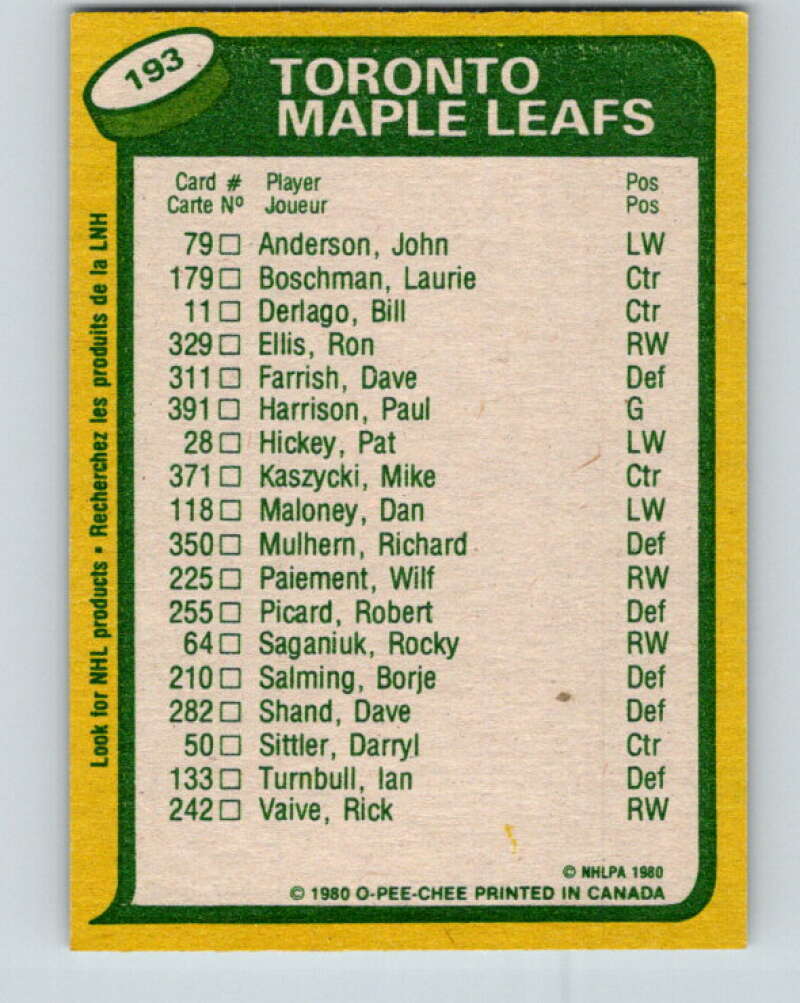 193
TORONTO
MAPLE LEAFS
Card # Player Pos
Carte Nº Joueur Pos
79 □ Anderson, John LW
179 □ Boschman, Laurie Ctr
11 □ Derlago, Bill Ctr
329 □ Ellis, Ron RW
311 □ Farrish, Dave Def
391 □ Harrison, Paul G
28 □ Hickey, Pat LW
371 □ Kaszycki, Mike Ctr
118 □ Maloney, Dan LW
350 □ Mulhern, Richard Def
225 □ Paiement, Wilf RW
255 □ Picard, Robert Def
64 □ Saganiuk, Rocky RW
210 □ Salming, Borje Def
282 □ Shand, Dave Def
50 □ Sittler, Darryl Ctr
133 □ Turnbull, Ian Def
242 □ Vaive, Rick RW
© NHLPA 1980
© 1980 O-PEE-CHEE PRINTED IN CANADA
Look for NHL products • Recherchez les produits de la LNH